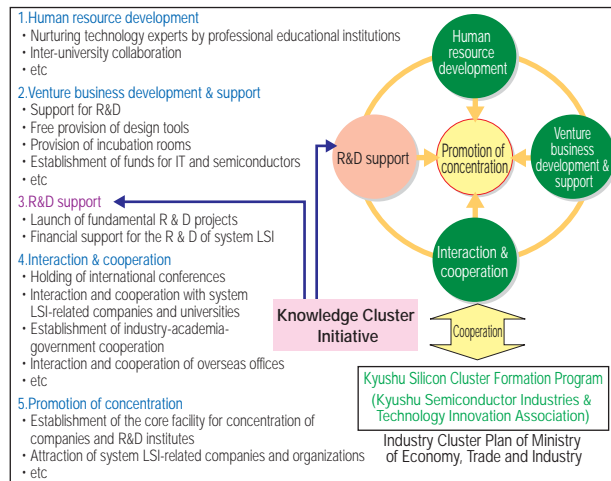 1.Human resource development
• Nurturing technology experts by professional educational institutions
• Inter-university collaboration
• etc
2.Venture business development & support
• Support for R&D
• Free provision of design tools
• Provision of incubation rooms
• Establishment of funds for IT and semiconductors
• etc
3.R&D support
• Launch of fundamental R & D projects
• Financial support for the R & D of system LSI
4.Interaction & cooperation
• Holding of international conferences
• Interaction and cooperation with system
LSI-related companies and universities
• Establishment of industry-academia-
government cooperation
• Interaction and cooperation of overseas offices
• etc
5.Promotion of concentration
• Establishment of the core facility for concentration of
companies and R&D institutes
• Attraction of system LSI-related companies and organizations
• etc
Human
resource
development
R&D support
Promotion of
concentration
Venture
business
development &
support
Interaction &
cooperation
Knowledge Cluster
Initiative
Cooperation
Kyushu Silicon Cluster Formation Program
(Kyushu Semiconductor Industries &
Technology Innovation Association)
Industry Cluster Plan of Ministry
of Economy, Trade and Industry